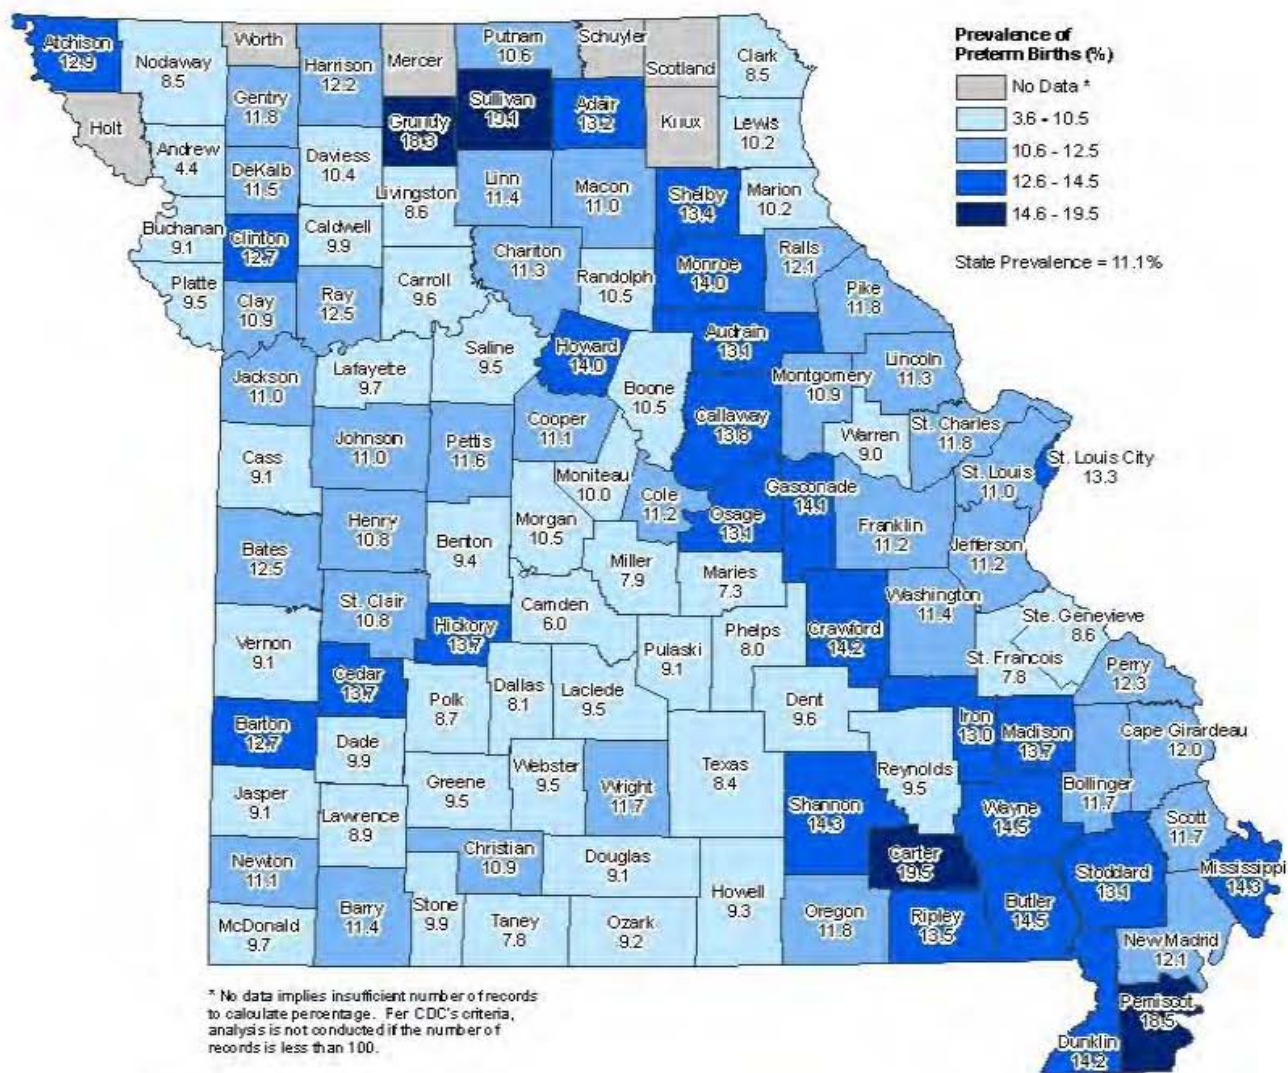 Prevalence of
Preterm Births (%)
No Data *
3.6 - 10.5
10.6 - 12.5
12.6 - 14.5
14.6 - 19.5
State Prevalence = 11.1%
Atchison
12.9
Nodaway
8.5
Worth
Harrison
12.2
Mercer
Putnam
10.6
Schuyler
Scotland
Clark
8.5
Holt
Gentry
11.8
Grundy
18.3
Sullivan
Adair
13.2
Knux
Lewis
10.2
Andrew
4.4
DeKalb
11.5
Daviess
10.4
Livingston
8.6
Linn
11.4
Macon
11.0
Shelby
13.4
Marion
10.2
Buchanan
9.1
Clinton
12.7
Caldwell
9.9
Chariton
11.3
Randolph
10.5
Monroe
14.0
Ralls
12.1
Platte
9.5
Clay
10.9
Ray
12.5
Carroll
9.6
Pike
11.8
Jackson
11.0
Lafayette
9.7
Saline
9.5
Howard
14.0
Boone
10.5
Audrain
13.1
Montgomery
10.9
Lincoln
11.3
Cass
9.1
Johnson
11.0
Pettis
11.6
Cooper
11.1
Callaway
13.8
Warren
9.0
St. Charles
11.8
St. Louis
11.0
St. Louis City
13.3
Moniteau
10.0
Cole
11.2
Osage
13.1
Gasconade
14.1
Franklin
11.2
Jefferson
11.2
Bates
12.5
Henry
10.8
Benton
9.4
Morgan
10.5
Miller
7.9
Maries
7.3
Washington
11.4
Ste. Genevieve
8.6
Vernon
9.1
St. Clair
10.8
Hickory
13.7
Camden
6.0
Pulaski
9.1
Phelps
8.0
Crawford
14.2
St. Francois
7.8
Perry
12.3
Cedar
13.7
Polk
8.7
Dallas
8.1
Laclede
9.5
Dent
9.6
Iron
13.0
Madison
13.7
Cape Girardeau
12.0
Barton
12.7
Dade
9.9
Greene
9.5
Webster
9.5
Wright
11.7
Texas
8.4
Shannon
14.3
Reynolds
9.5
Wayne
14.5
Bollinger
11.7
Scott
11.7
Jasper
9.1
Lawrence
8.9
Christian
10.9
Douglas
9.1
Howell
9.3
Carter
19.5
Stoddard
13.1
Mississippi
14.3
Newton
11.1
Barry
11.4
Stone
9.9
Taney
7.8
Ozark
9.2
Oregon
11.8
Ripley
13.5
Butler
14.5
New Madrid
12.1
McDonald
9.7
Pemiscot
18.5
Dunklin
14.2
* No data implies insufficient number of records
to calculate percentage. Per CDC's criteria,
analysis is not conducted if the number of
records is less than 100.